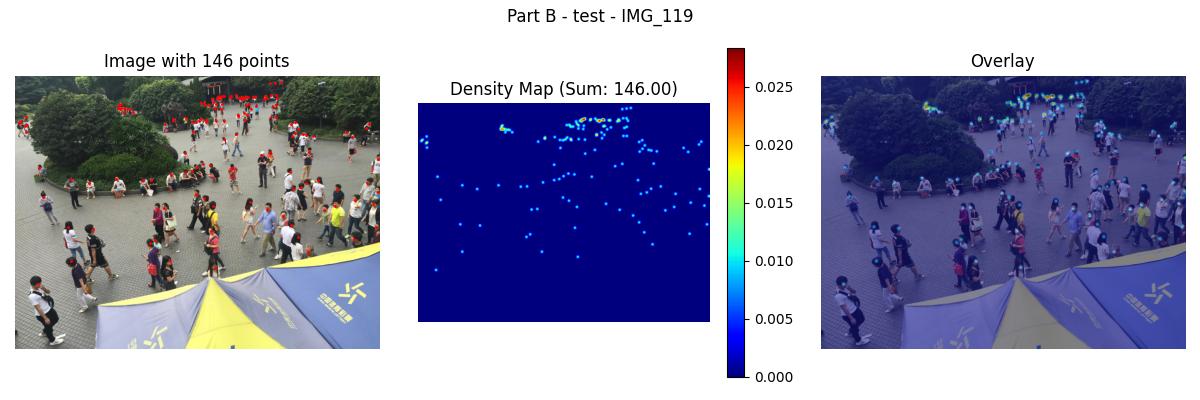 Part B - test - IMG_119
Image with 146 points
Density Map (Sum: 146.00)
0.025
0.020
0.015
0.010
0.005
0.000
Overlay